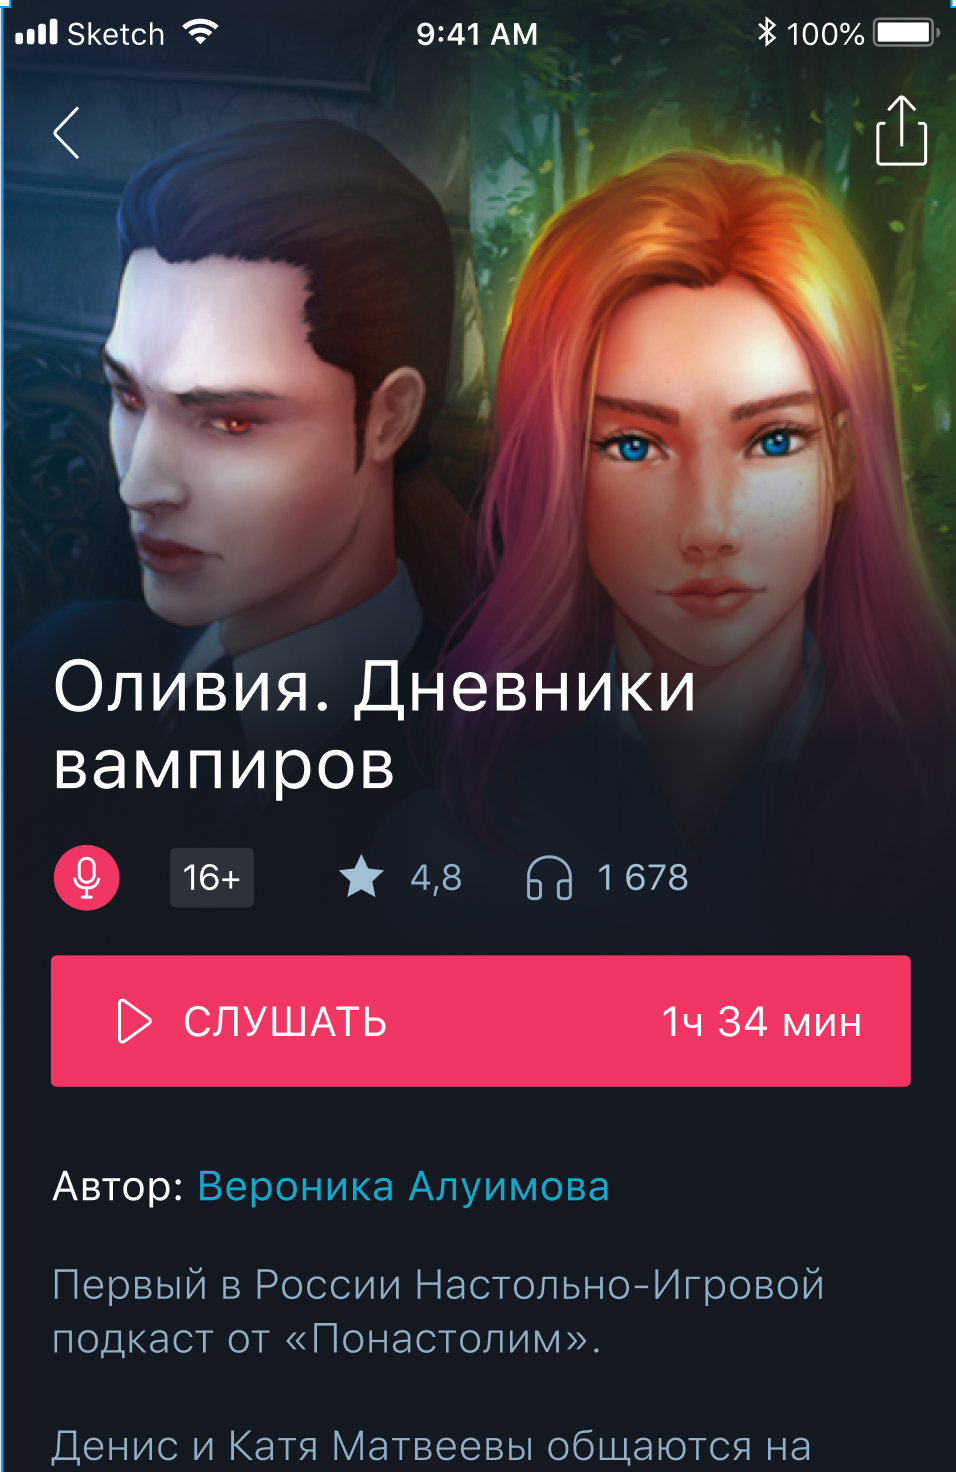 Sketch 9:41 AM 100%
Оливия. Дневники
вампиров
16+ 4,8 1 678
СЛУШАТЬ 1ч 34 мин
Автор: Вероника Алуимова
Первый в России Настольно-Игровой
подкаст от «Понастолим».
Денис и Катя Матвеевы общаются на